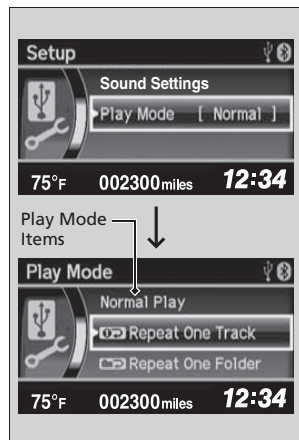 Setup
Sound Settings
Play Mode [ Normal ]
75°F 002300 miles 12:34
Play Mode
Items
Play Mode
Normal Play
Repeat One Track
Repeat One Folder
75°F 002300 miles 12:34